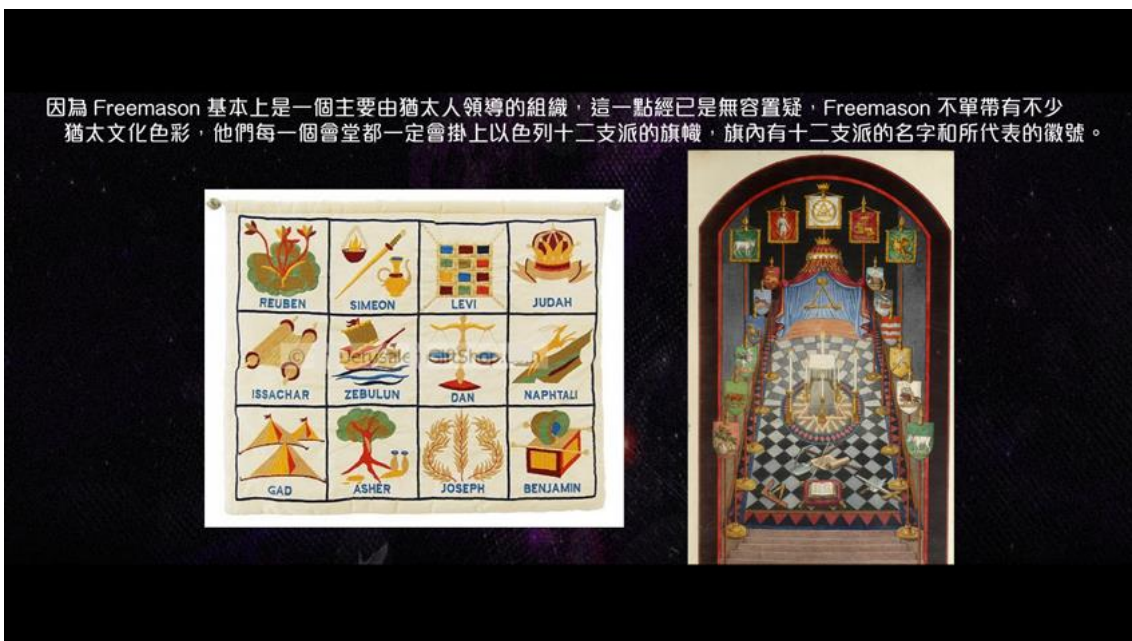 因為 Freemason 基本上是一個主要由猶太人領導的組織，這一點經已是無容置疑，Freemason 不單帶有不少
猶太文化色彩，他們每一個會堂都一定會掛上以色列十二支派的旗幟，旗內有十二支派的名字和所代表的徽號。
REUBEN
SIMEON
LEVI
JUDAH
ISSACHAR
ZEBULUN
DAN
NAPHTALI
GAD
ASHER
JOSEPH
BENJAMIN